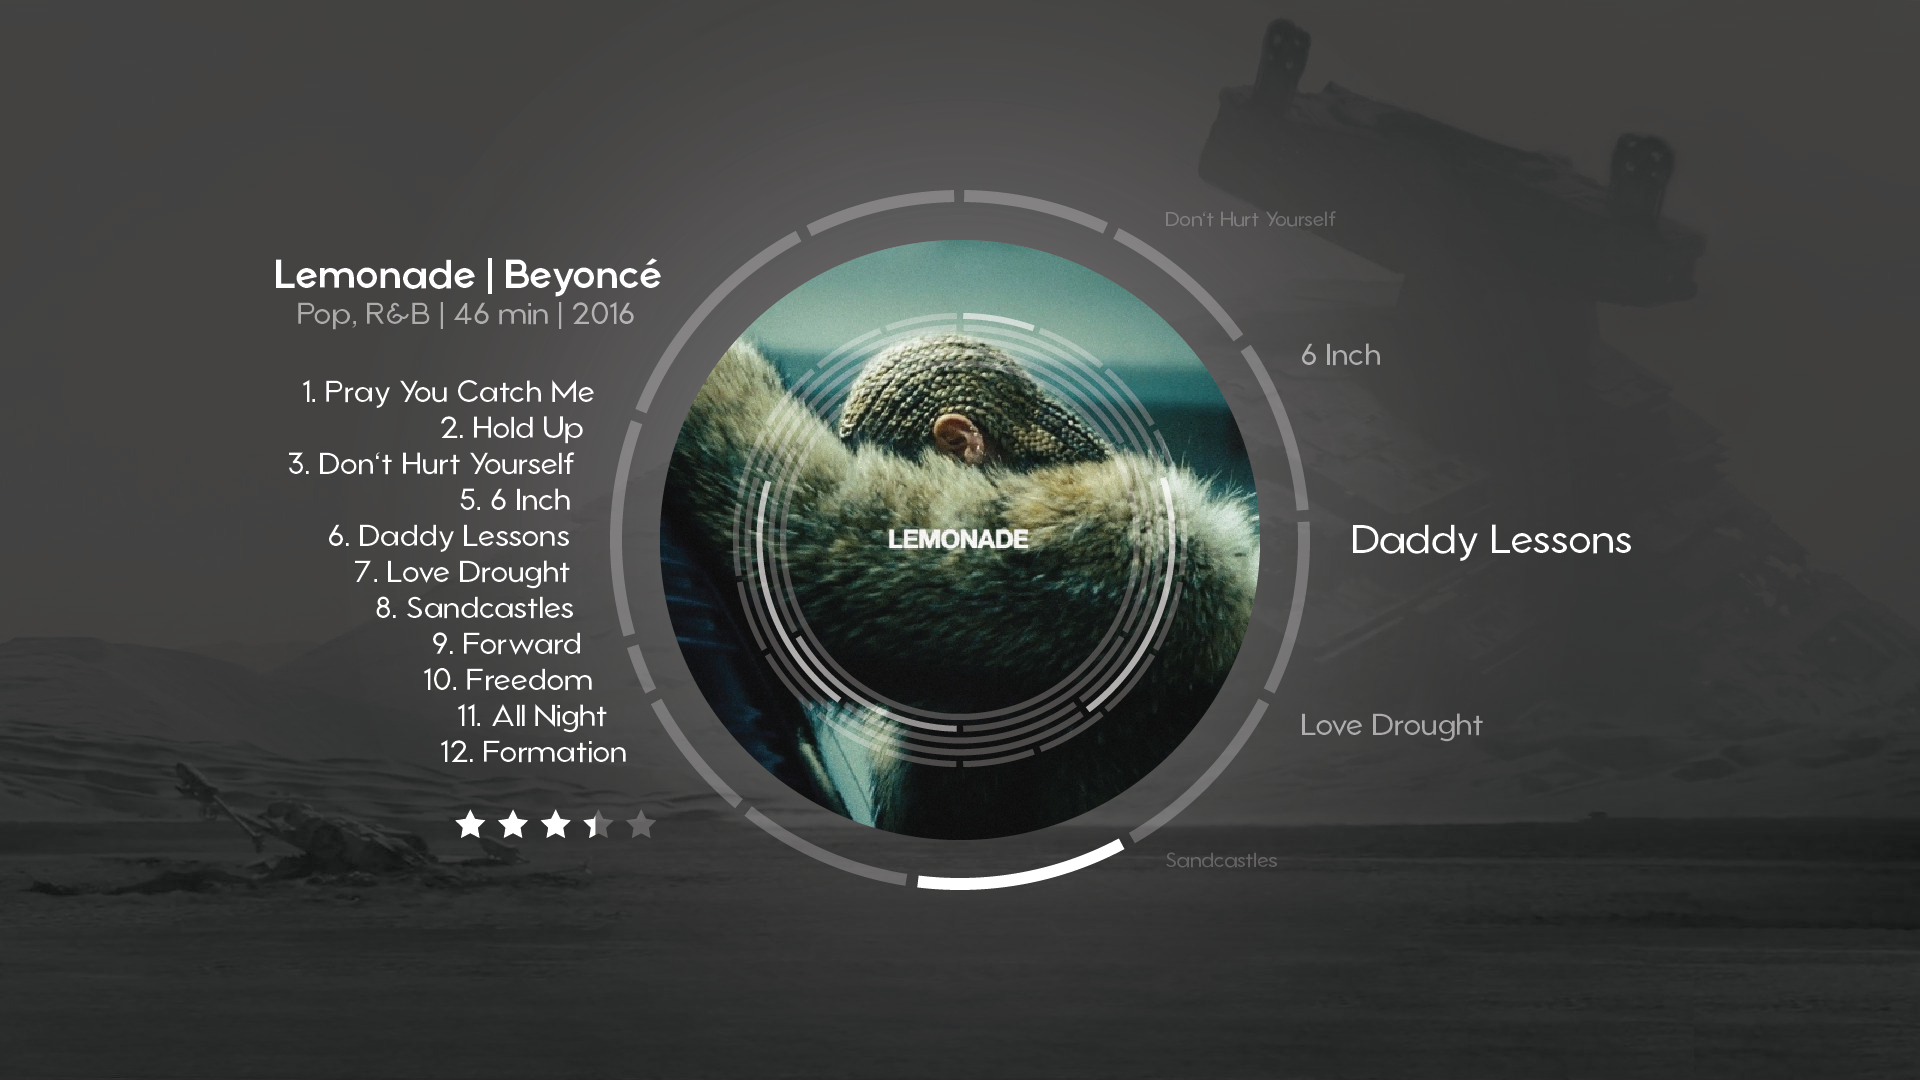 Lemonade | Beyoncé
Pop, R&B | 46 min | 2016
1. Pray You Catch Me
2. Hold Up
3. Don‘t Hurt Yourself
5. 6 Inch
6. Daddy Lessons
7. Love Drought
8. Sandcastles
9. Forward
10. Freedom
11. All Night
12. Formation
LEMONADE
Don‘t Hurt Yourself
6 Inch
Daddy Lessons
Love Drought
Sandcastles